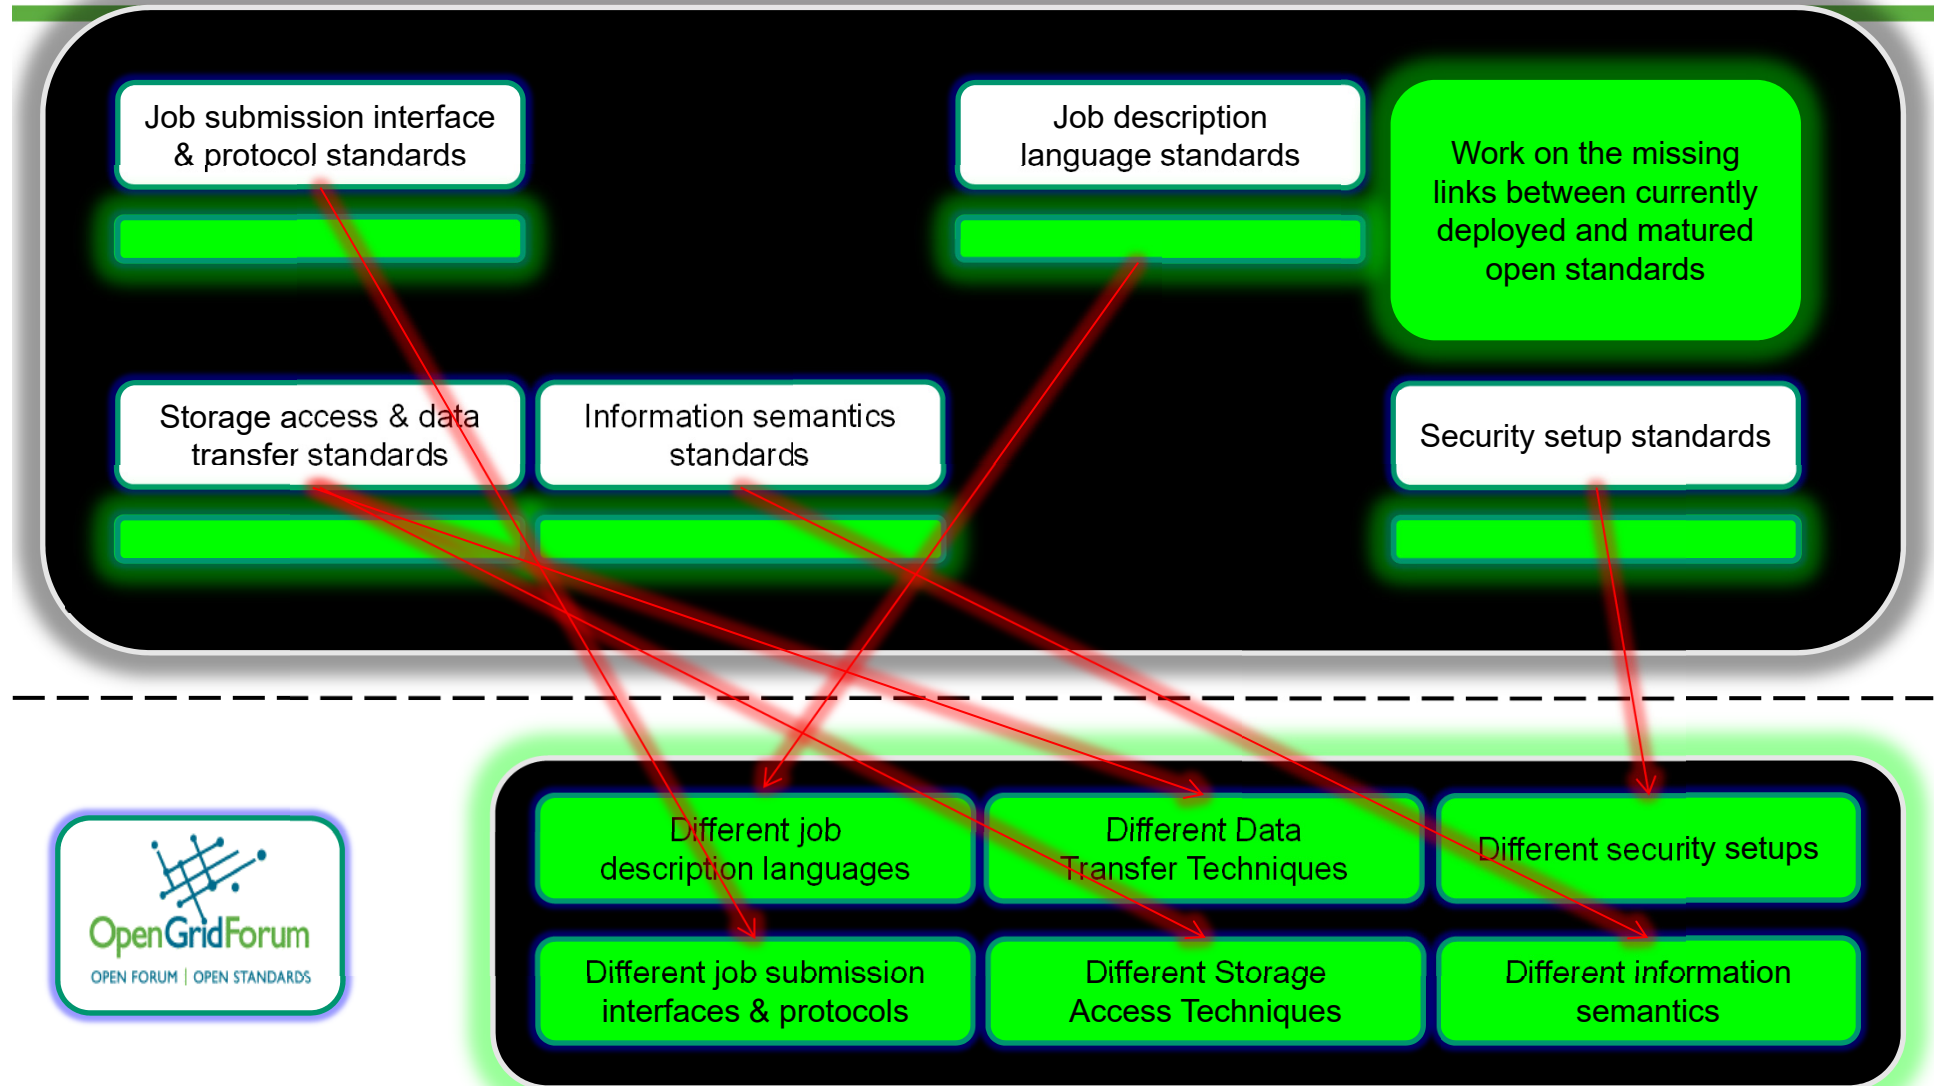 Job submission interface
& protocol standards
Job description
language standards
Work on the missing
links between currently
deployed and matured
open standards
Storage access & data
transfer standards
Information semantics
standards
Security setup standards
Different job
description languages
Different Data
Transfer Techniques
Different security setups
OpenGridForum
OPEN FORUM | OPEN STANDARDS
Different job submission
interfaces & protocols
Different Storage
Access Techniques
Different information
semantics